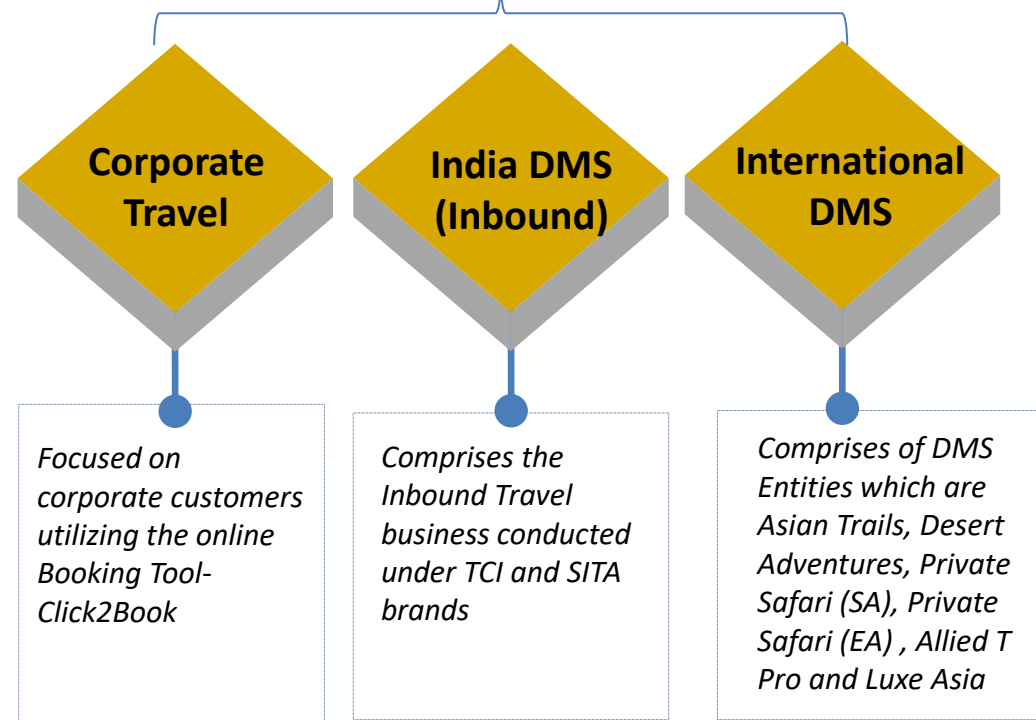 Corporate
Travel
India DMS
(Inbound)
International
DMS
Focused on
corporate customers
utilizing the online
Booking Tool-
Click2Book
Comprises the
Inbound Travel
business conducted
under TCI and SITA
brands
Comprises of DMS
Entities which are
Asian Trails, Desert
Adventures, Private
Safari (SA), Private
Safari (EA) , Allied T
Pro and Luxe Asia